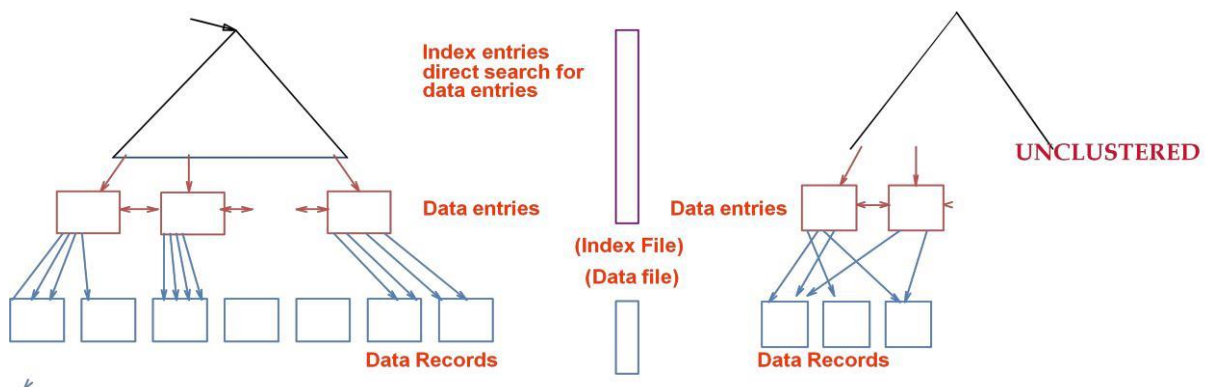 Index entries
direct search for
data entries
UNCLUSTERED
Data entries
Data entries
(Index File)
(Data file)
Data Records
Data Records